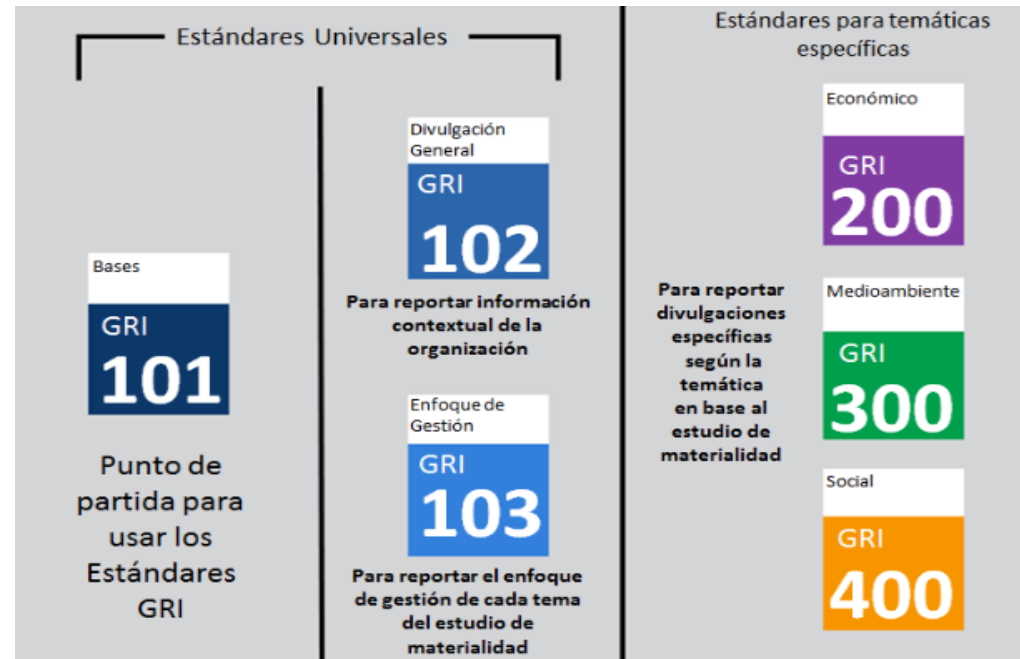 Estándares Universales
Bases
GRI
101
Punto de
partida para
usar los
Estándares
GRI
Divulgación
General
GRI
102
Para reportar información
contextual de la
organización
Enfoque de
Gestión
GRI
103
Para reportar el enfoque
de gestión de cada tema
del estudio de
materialidad
Estándares para temáticas
específicas
Para reportar
divulgaciones
específicas
según la
temática
en base al
estudio de
materialidad
Económico
GRI
200
Medioambiente
GRI
300
Social
GRI
400